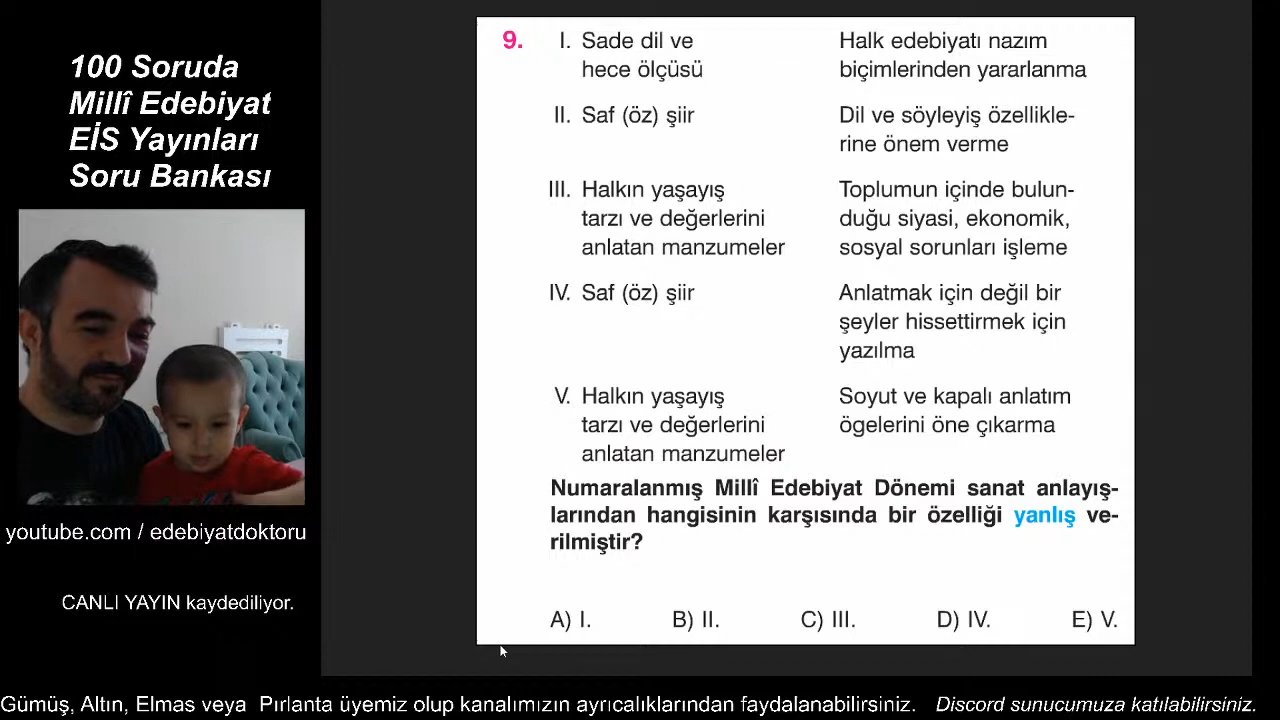 100 Soruda
Millî Edebiyat
EİS Yayınları
Soru Bankası
youtube.com / edebiyatdoktoru
CANLI YAYIN kaydediliyor.
9. I. Sade dil ve Halk edebiyatı nazım
hece ölçüsü biçimlerinden yararlanma
II. Saf (öz) şiir Dil ve söyleyiş özellikle-
rine önem verme
III. Halkın yaşayış Toplumun içinde bulun-
tarzı ve değerlerini duğu siyasi, ekonomik,
anlatan manzumeler sosyal sorunları işleme
IV. Saf (öz) şiir Anlatmak için değil bir
şeyler hissettirmek için
yazılma
V. Halkın yaşayış Soyut ve kapalı anlatım
tarzı ve değerlerini ögelerini öne çıkarma
anlatan manzumeler
Numaralanmış Millî Edebiyat Dönemi sanat anlayış-
larından hangisinin karşısında bir özelliği yanlış ve-
rilmiştir?
A) I. B) II. C) III. D) IV. E) V.
Gümüş, Altın, Elmas veya Pırlanta üyemiz olup kanalımızın ayrıcalıklarından faydalanabilirsiniz. Discord sunucumuza katılabilirsiniz.